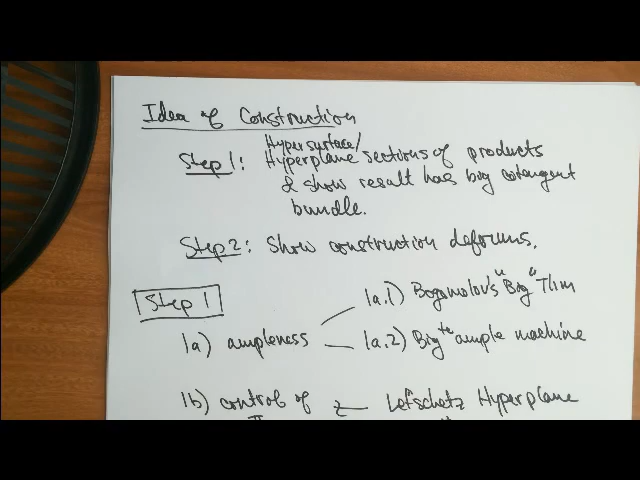 Idea of Construction
Hypersurface/
Step 1: Hyperplane sections of products
& show result has big cotangent
bundle.
Step 2: Show construction deforms.
Step 1
1a.1) Bogomolov's "Big" Thm
1a) ampleness
1a.2) Big to ample machine
1b) control of Lefschetz Hyperplane